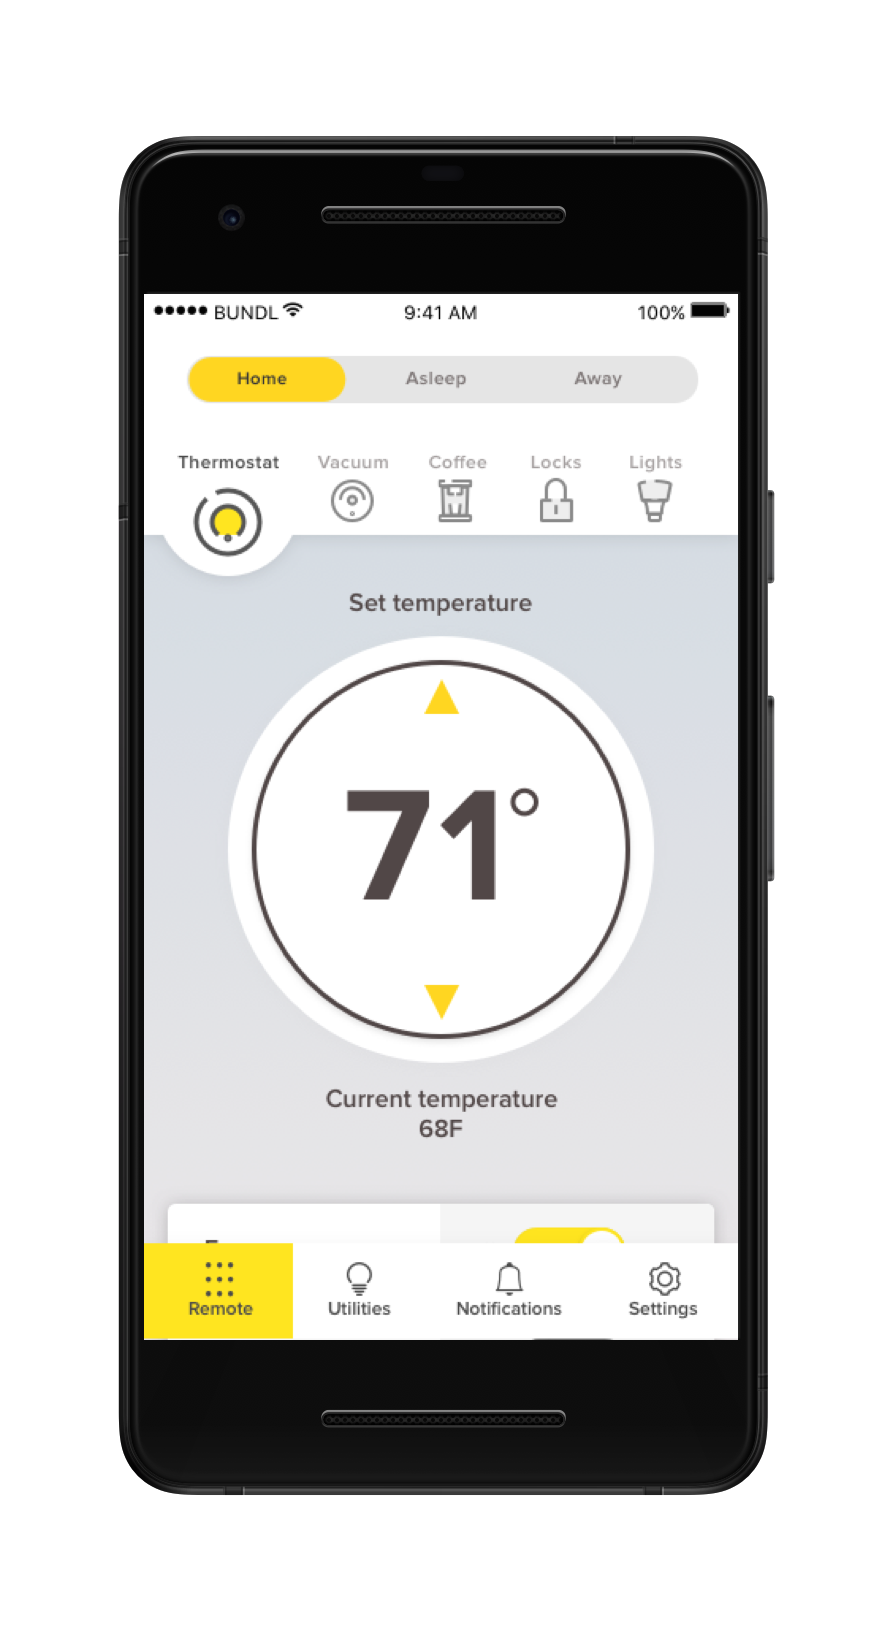 BUNDL 9:41 AM 100%
Home Asleep Away
Thermostat Vacuum Coffee Locks Lights
Set temperature
71°
Current temperature
68F
Remote Utilities Notifications Settings